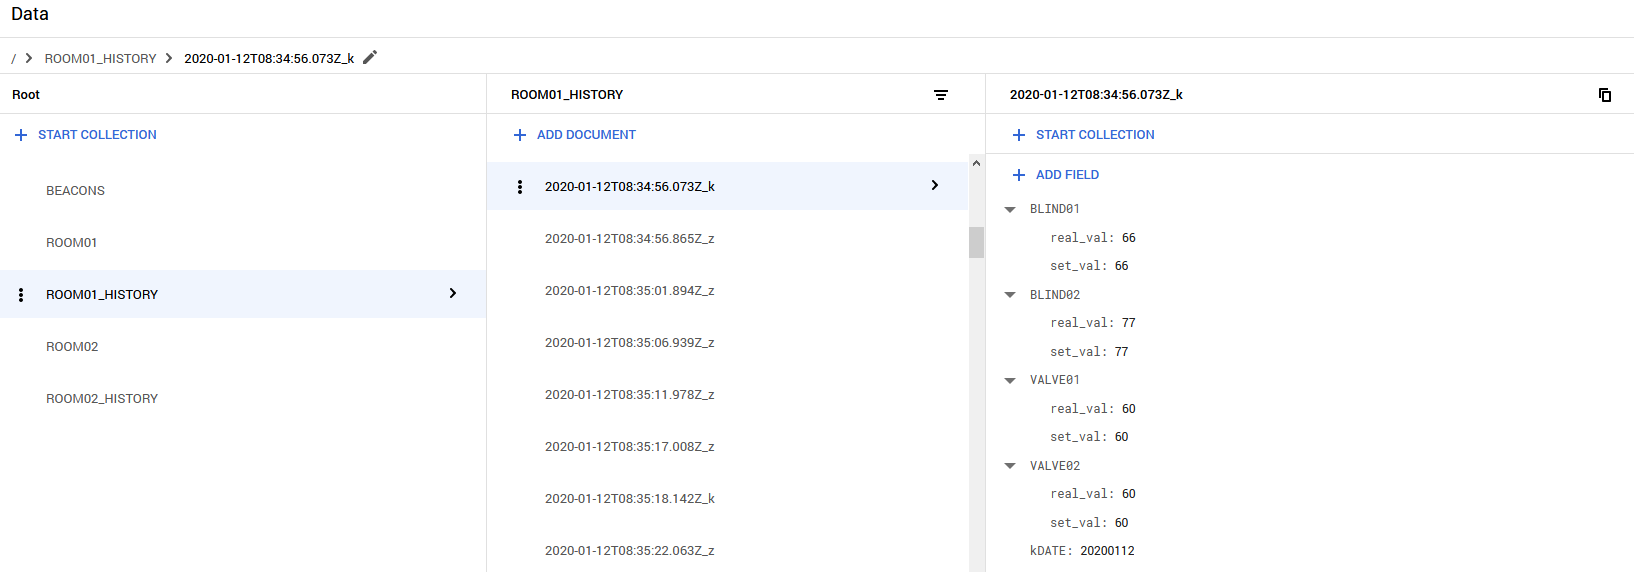 Data
/ ROOM01_HISTORY 2020-01-12T08:34:56.073Z_k
Root
START COLLECTION
BEACONS
ROOM01
ROOM01_HISTORY
ROOM02
ROOM02_HISTORY
ROOM01_HISTORY
ADD DOCUMENT
2020-01-12T08:34:56.073Z_k
2020-01-12T08:34:56.865Z_z
2020-01-12T08:35:01.894Z_z
2020-01-12T08:35:06.939Z_z
2020-01-12T08:35:11.978Z_z
2020-01-12T08:35:17.008Z_z
2020-01-12T08:35:18.142Z_k
2020-01-12T08:35:22.063Z_z
2020-01-12T08:34:56.073Z_k
START COLLECTION
ADD FIELD
BLIND01
real_val: 66
set_val: 66
BLIND02
real_val: 77
set_val: 77
VALVE01
real_val: 60
set_val: 60
VALVE02
real_val: 60
set_val: 60
kDATE: 20200112